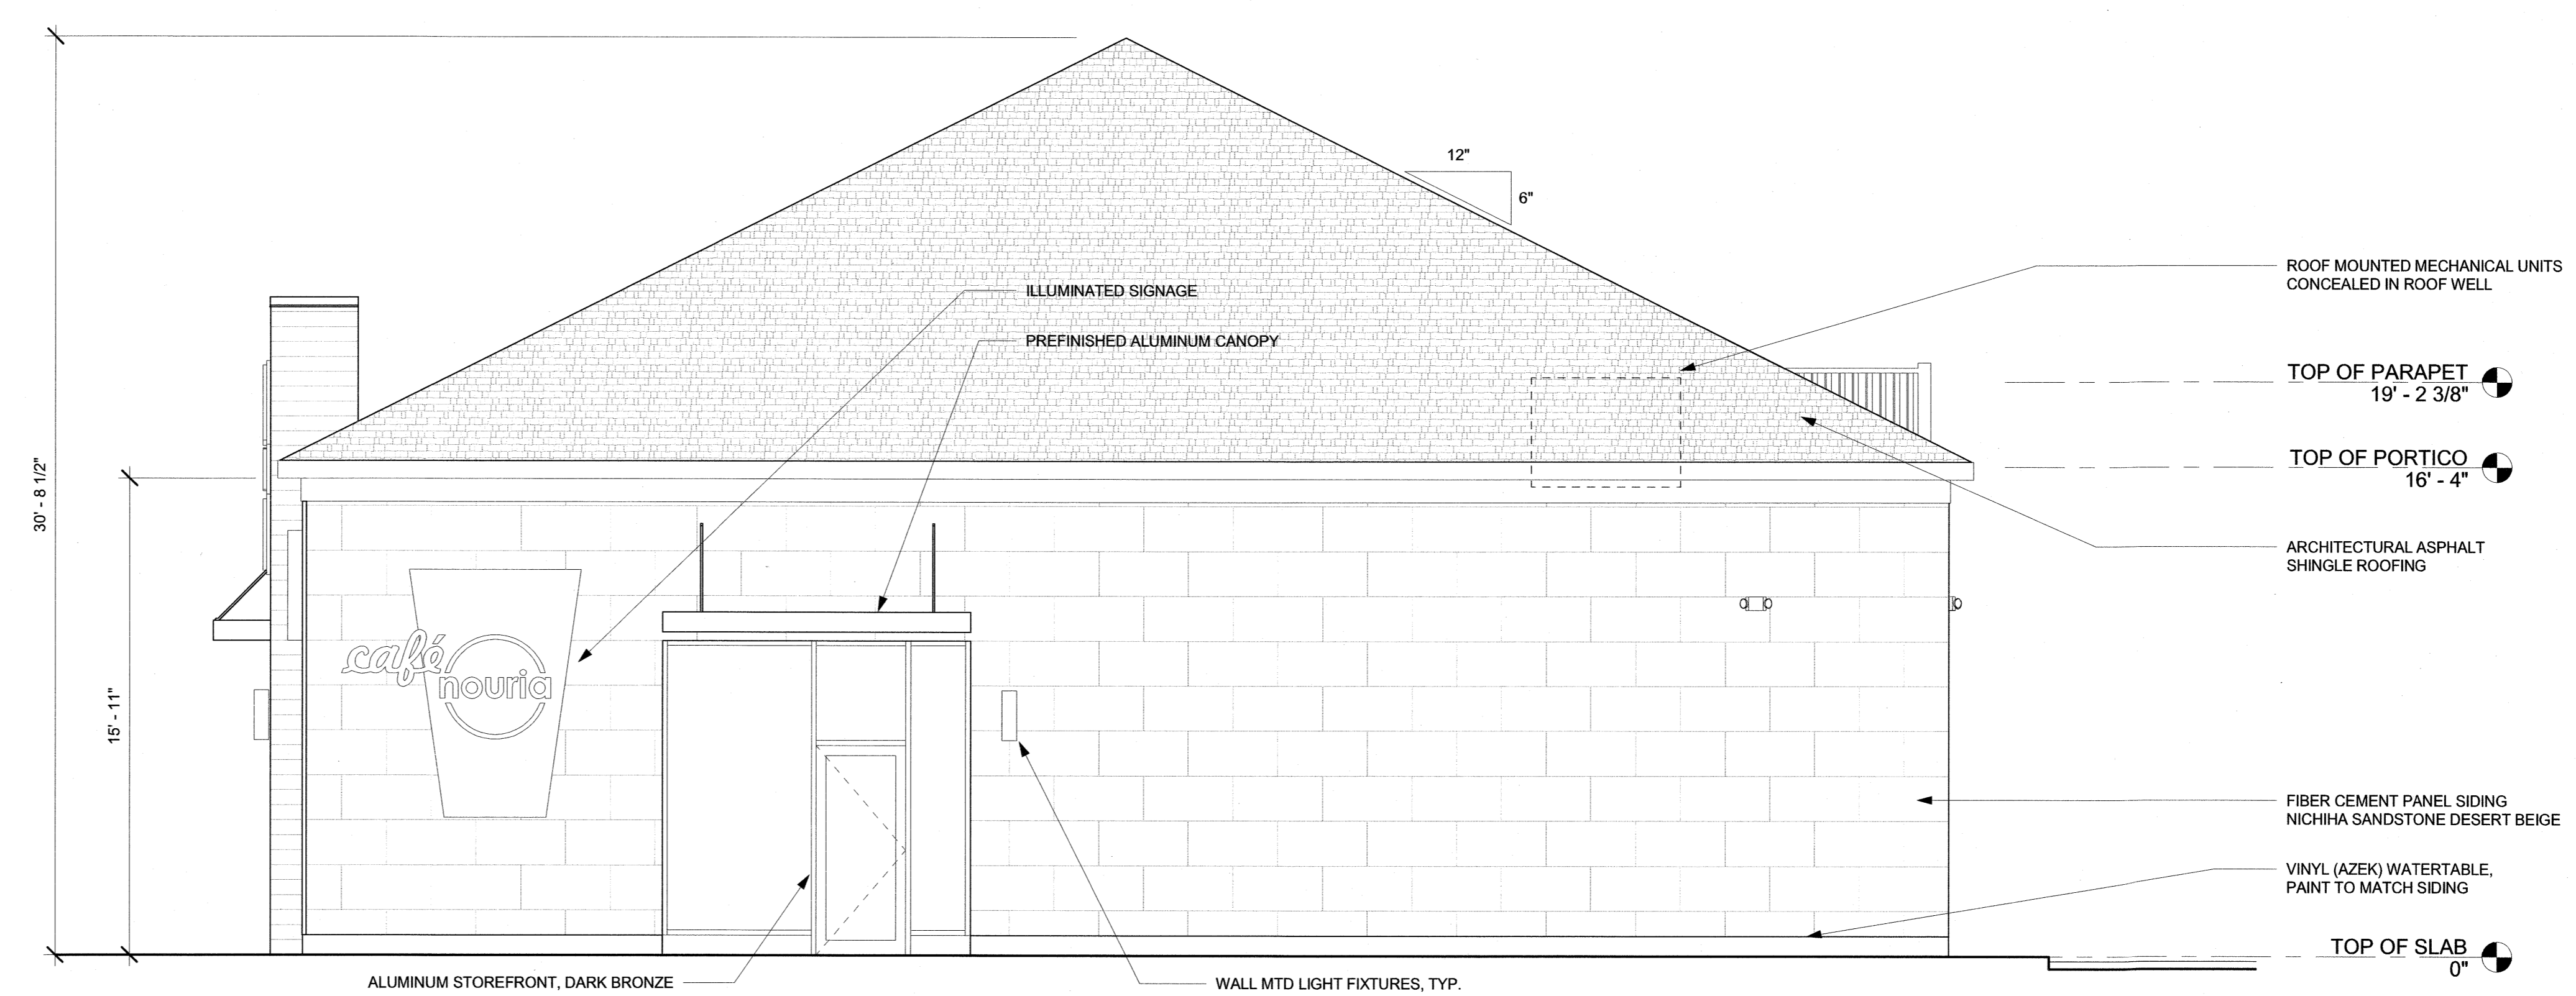 12"
6"
ROOF MOUNTED MECHANICAL UNITS
CONCEALED IN ROOF WELL
ILLUMINATED SIGNAGE
PREFINISHED ALUMINUM CANOPY
TOP OF PARAPET
19' - 2 3/8"
TOP OF PORTICO
16' - 4"
30' - 8 1/2"
ARCHITECTURAL ASPHALT
SHINGLE ROOFING
café
nouria
15' - 11"
FIBER CEMENT PANEL SIDING
NICHIHA SANDSTONE DESERT BEIGE
VINYL (AZEK) WATERTABLE,
PAINT TO MATCH SIDING
TOP OF SLAB
0"
ALUMINUM STOREFRONT, DARK BRONZE
WALL MTD LIGHT FIXTURES, TYP.